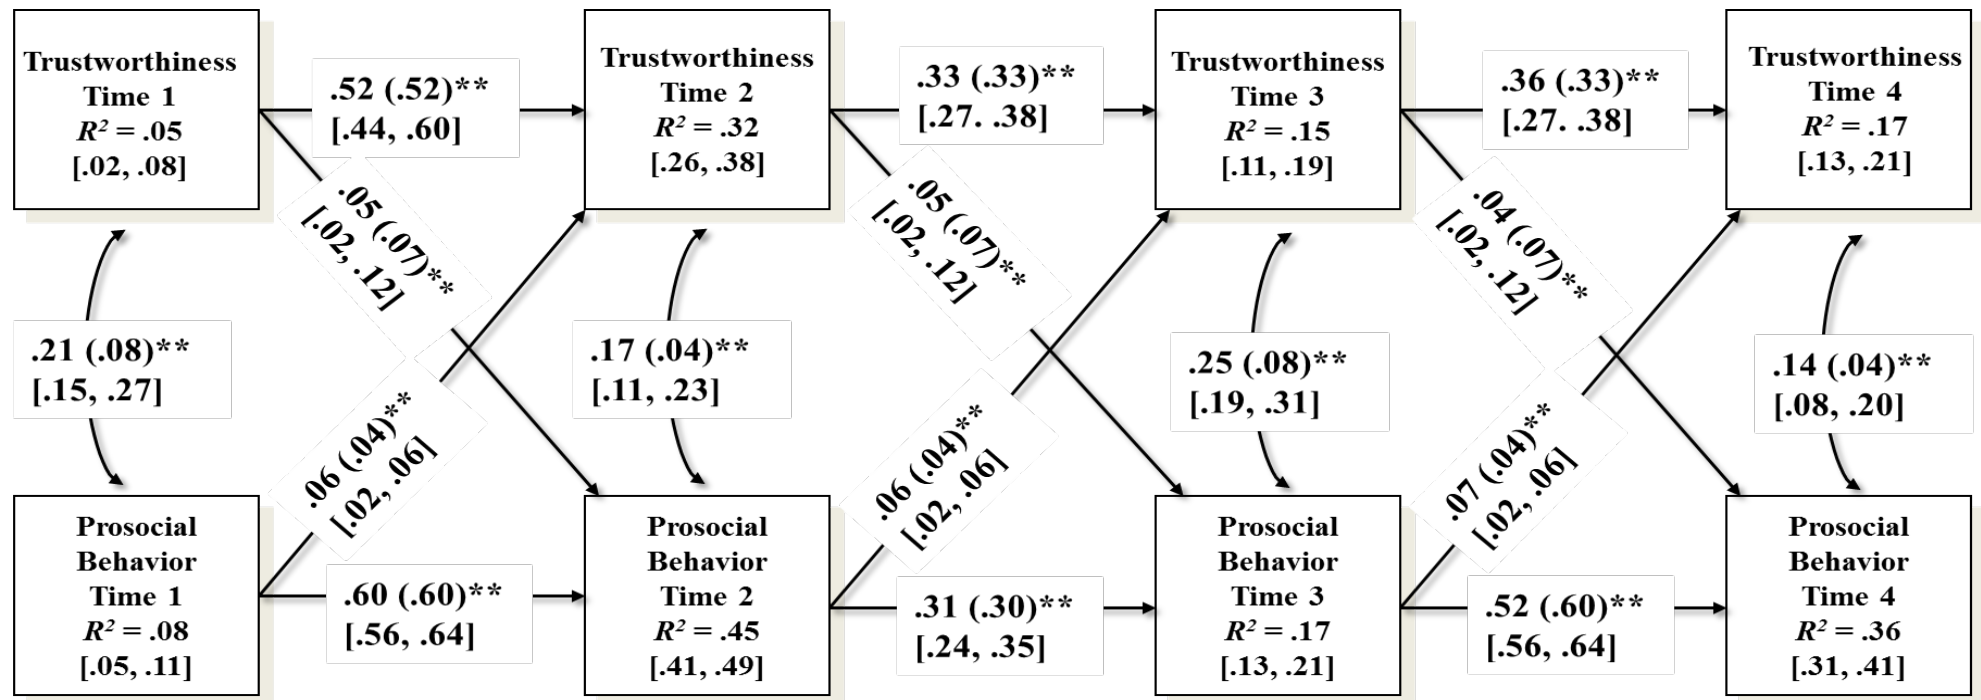 Trustworthiness
Time 1
R² = .05
[.02, .08]
.52 (.52)**
[.44, .60]
Trustworthiness
Time 2
R² = .32
[.26, .38]
.33 (.33)**
[.27. .38]
Trustworthiness
Time 3
R² = .15
[.11, .19]
.36 (.33)**
[.27. .38]
Trustworthiness
Time 4
R² = .17
[.13, .21]
.05 (.07)**
[.02, .12]
.05 (.07)**
[.02, .12]
.04 (.07)**
[.02, .12]
.21 (.08)**
[.15, .27]
.17 (.04)**
[.11, .23]
.25 (.08)**
[.19, .31]
.14 (.04)**
[.08, .20]
.06 (.04)**
[.02, .06]
.06 (.04)**
[.02, .06]
.07 (.04)**
[.02, .06]
Prosocial
Behavior
Time 1
R² = .08
[.05, .11]
.60 (.60)**
[.56, .64]
Prosocial
Behavior
Time 2
R² = .45
[.41, .49]
.31 (.30)**
[.24, .35]
Prosocial
Behavior
Time 3
R² = .17
[.13, .21]
.52 (.60)**
[.56, .64]
Prosocial
Behavior
Time 4
R² = .36
[.31, .41]